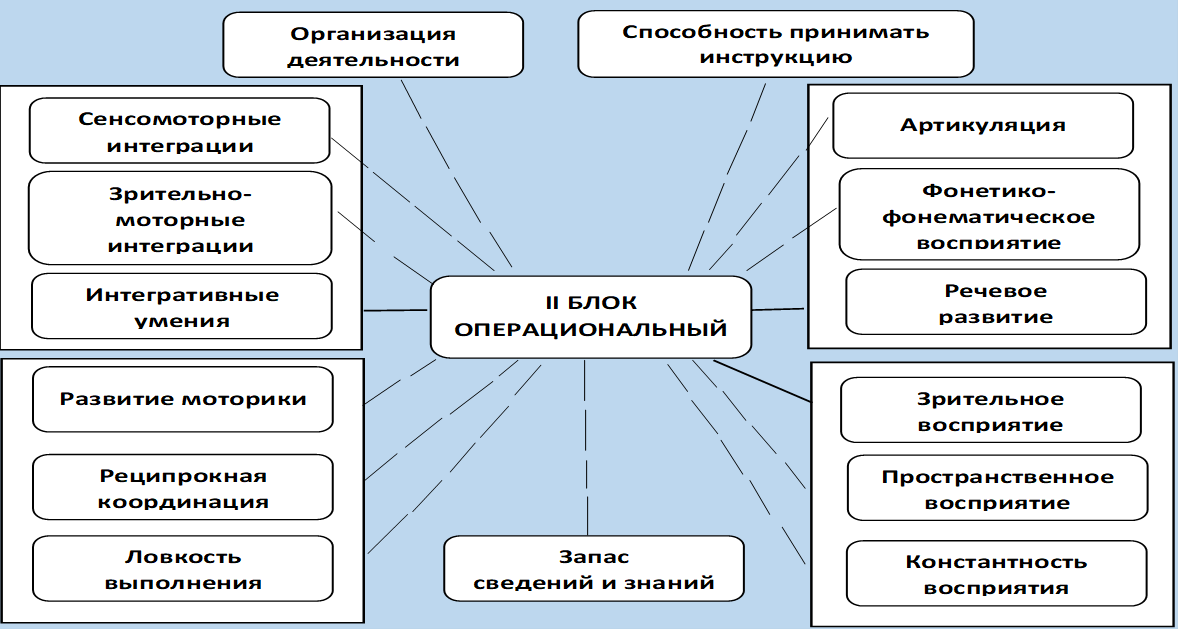 Организация
деятельности
Способность принимать
инструкцию
Сенсомоторные
интеграции
Зрительно-
моторные
интеграции
Интегративные
умения
Артикуляция
Фонетико-
фонематическое
восприятие
Речевое
развитие
II БЛОК
ОПЕРАЦИОНАЛЬНЫЙ
Развитие моторики
Реципрокная
координация
Ловкость
выполнения
Запас
сведений и знаний
Зрительное
восприятие
Пространственное
восприятие
Константность
восприятия